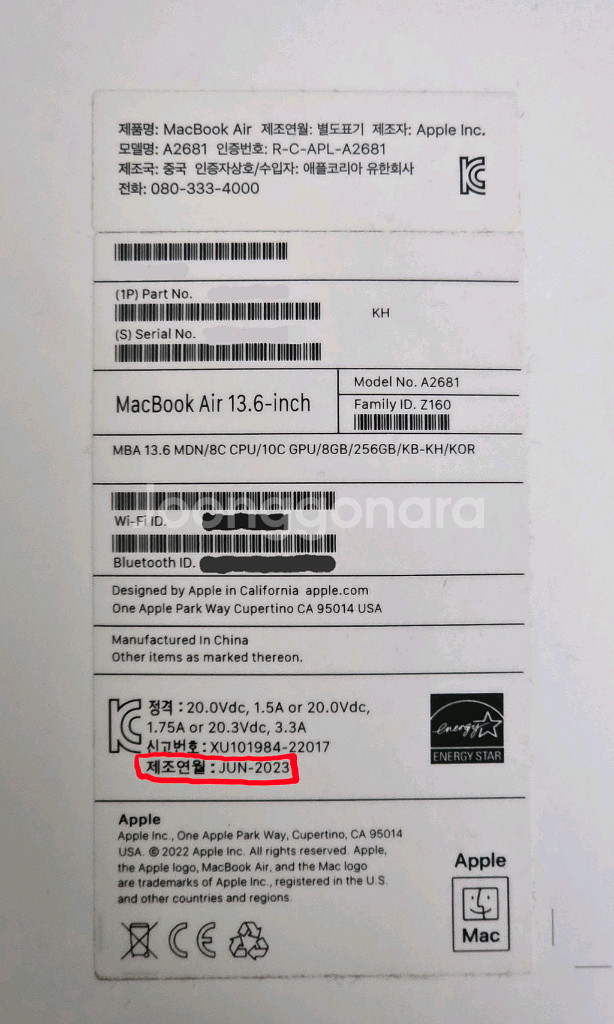 제품명: MacBook Air 제조연월: 별도표기 제조자: Apple Inc.
모델명: A2681 인증번호: R-C-APL-A2681
제조국: 중국 인증자상호/수입자: 애플코리아 유한회사
전화: 080-333-4000
(1P) Part No.
KH
(S) Serial No.
MacBook Air 13.6-inch
Model No. A2681
Family ID. Z160
MBA 13.6 MDN/8C CPU/10C GPU/8GB/256GB/KB-KH/KOR
joonggonara
Wi-Fi ID.
Bluetooth ID.
Designed by Apple in California apple.com
One Apple Park Way Cupertino CA 95014 USA
Manufactured In China
Other items as marked thereon.
정격 : 20.0Vdc, 1.5A or 20.0Vdc,
1.75A or 20.3Vdc, 3.3A
신고번호 : XU101984-22017
제조연월 : JUN-2023
energy
ENERGY STAR
Apple
Apple Inc., One Apple Park Way, Cupertino, CA 95014
USA. ® 2022 Apple Inc. All rights reserved. Apple,
the Apple logo, MacBook Air, and the Mac logo
are trademarks of Apple Inc., registered in the U.S.
and other countries and regions.
CE
Apple
Mac